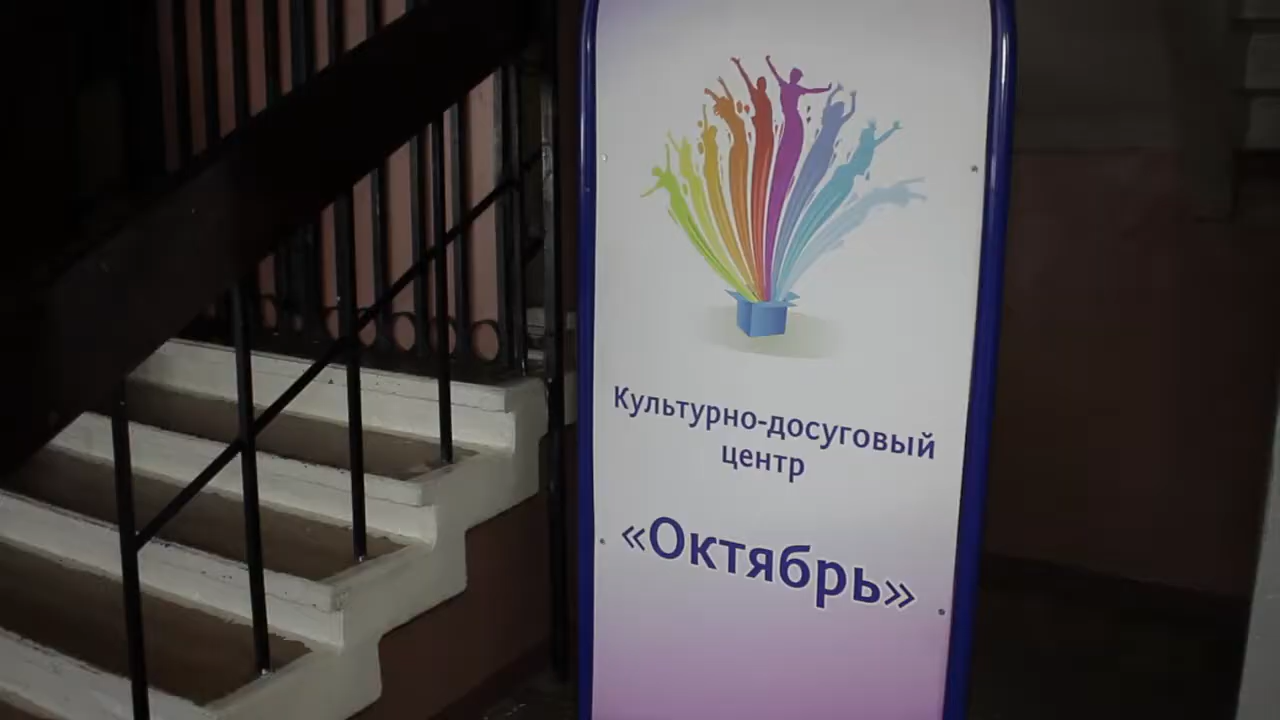 Культурно-досуговый
центр
«Октябрь»